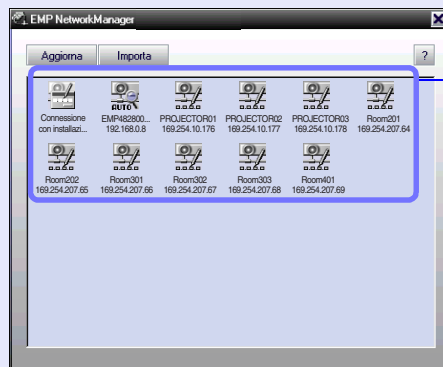 EMP NetworkManager
Aggiorna Importa ?
Connessione con installazi...
EMP482800... 192.168.0.8
PROJECTOR01 169.254.10.176
PROJECTOR02 169.254.10.177
PROJECTOR03 169.254.10.178
Room201 169.254.207.64
Room202 169.254.207.65
Room301 169.254.207.66
Room302 169.254.207.67
Room303 169.254.207.68
Room401 169.254.207.69
AUTO